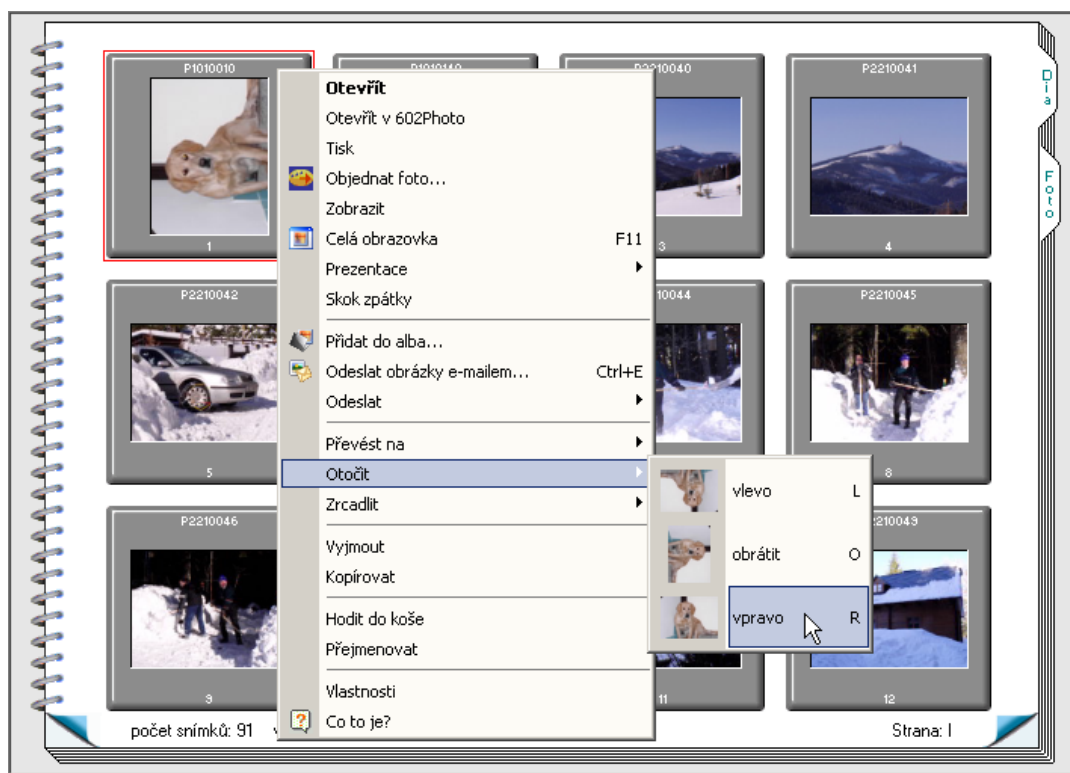 P1010010
P2210041
Dia
Foto
1
3
4
P2210042
P2210045
5
8
P2210046
9
11
12
Otevřít
Otevřít v 602Photo
Tisk
Objednat foto...
Zobrazit
Celá obrazovka F11
Prezentace
Skok zpátky
Přidat do alba...
Odeslat obrázky e-mailem... Ctrl+E
Odeslat
Převést na
Otočit
Zrcadlit
Vyjmout
Kopírovat
Hodit do koše
Přejmenovat
Vlastnosti
Co to je?
vlevo L
obrátit O
vpravo R
počet snímků: 91
Strana: I